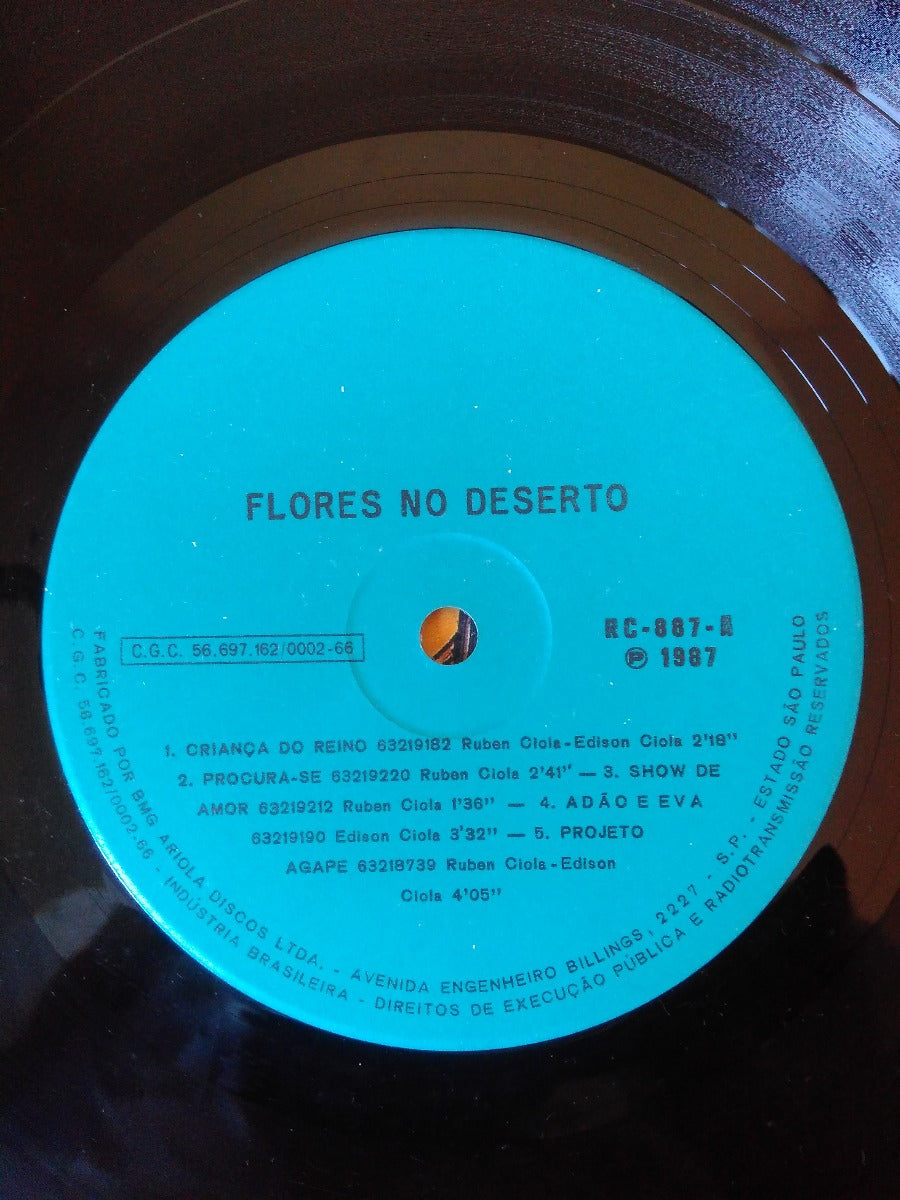 FLORES NO DESERTO
C.G.C. 56.697.162/0002-66
RC-887-A
Ⓟ 1987
1. CRIANÇA DO REINO 63219182 Ruben Ciola-Edison Ciola 2'18"
2. PROCURA-SE 63219220 Ruben Ciola 2'41" — 3. SHOW DE
AMOR 63219212 Ruben Ciola 1'36" — 4. ADÃO E EVA
63219190 Edison Ciola 3'32" — 5. PROJETO
AGAPE 63218739 Ruben Ciola-Edison
Ciola 4'05"
FABRICADO POR BMG ARIOLA DISCOS LTDA. - AVENIDA ENGENHEIRO BILLINGS, 2227 - S.P. - ESTADO SÃO PAULO
C.G.C. 56.697.162/0002-66 - INDÚSTRIA BRASILEIRA - DIREITOS DE EXECUÇÃO PÚBLICA E RADIOTRANSMISSÃO RESERVADOS